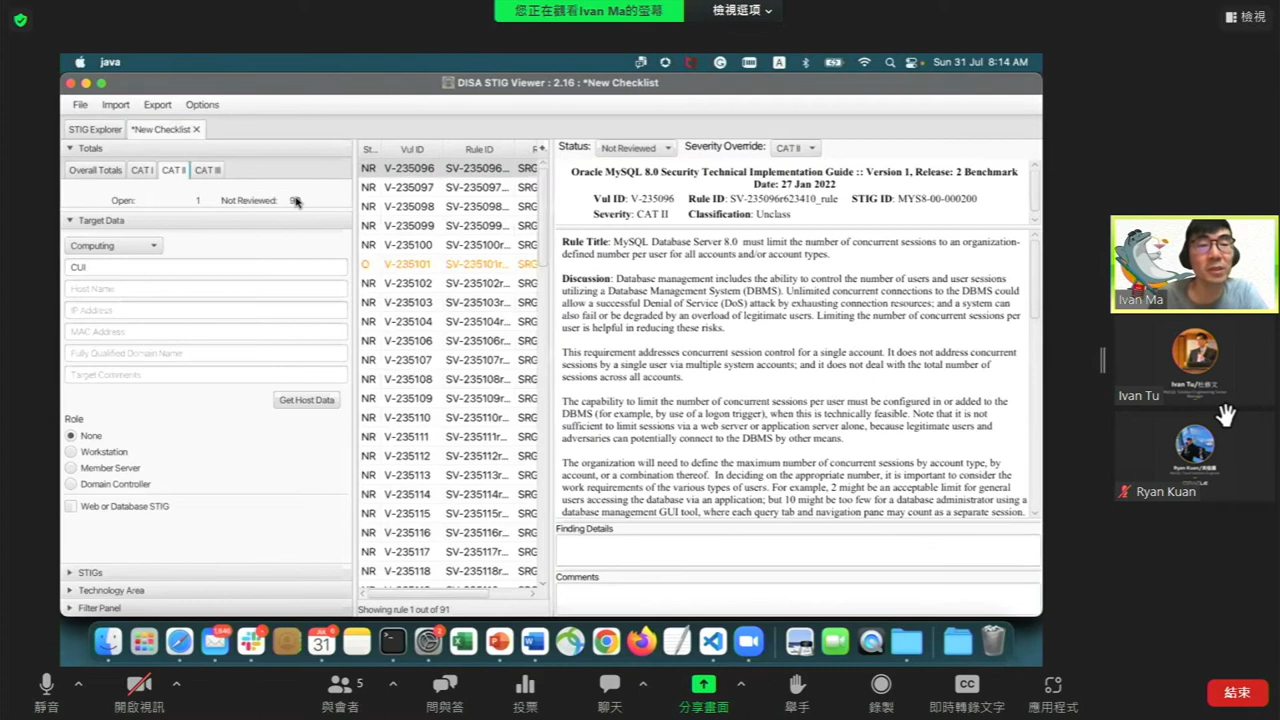 您正在觀看Ivan Ma的螢幕
檢視選項
檢視
java
Sun 31 Jul 8:14 AM
DISA STIG Viewer : 2.16 : *New Checklist
File Import Export Options
STIG Explorer *New Checklist ✕
Totals
Overall Totals CAT I CAT II CAT III
Open: 1 Not Reviewed:
Target Data
Computing
CUI
Host Name
IP Address
MAC Address
Fully Qualified Domain Name
Target Comments
Get Host Data
Role
None
Workstation
Member Server
Domain Controller
Web or Database STIG
STIGs
Technology Area
Filter Panel
St... Vul ID Rule ID
NR V-235096 SV-235096... SRG
NR V-235097 SV-235097... SRG
NR V-235098 SV-235098... SRG
NR V-235099 SV-235099... SRG
NR V-235100 SV-235100r... SRG
O V-235101 SV-235101r... SRG
NR V-235102 SV-235102r... SRG
NR V-235103 SV-235103r... SRG
NR V-235104 SV-235104r... SRG
NR V-235106 SV-235106r... SRG
NR V-235107 SV-235107r... SRG
NR V-235108 SV-235108r... SRG
NR V-235109 SV-235109r... SRG
NR V-235110 SV-235110r... SRG
NR V-235111 SV-235111r... SRG
NR V-235112 SV-235112r... SRG
NR V-235113 SV-235113r... SRG
NR V-235114 SV-235114r... SRG
NR V-235115 SV-235115r... SRG
NR V-235116 SV-235116r... SRG
NR V-235117 SV-235117r... SRG
NR V-235118 SV-235118r... SRG
Showing rule 1 out of 91
Status: Not Reviewed Severity Override: CAT II
Oracle MySQL 8.0 Security Technical Implementation Guide :: Version 1, Release: 2 Benchmark
Date: 27 Jan 2022
Vul ID: V-235096 Rule ID: SV-235096r623410_rule STIG ID: MYS8-00-000200
Severity: CAT II Classification: Unclass
Rule Title: MySQL Database Server 8.0 must limit the number of concurrent sessions to an organization-
defined number per user for all accounts and/or account types.
Discussion: Database management includes the ability to control the number of users and user sessions
utilizing a Database Management System (DBMS). Unlimited concurrent connections to the DBMS could
allow a successful Denial of Service (DoS) attack by exhausting connection resources; and a system can
also fail or be degraded by an overload of legitimate users. Limiting the number of concurrent sessions per
user is helpful in reducing these risks.
This requirement addresses concurrent session control for a single account. It does not address concurrent
sessions by a single user via multiple system accounts; and it does not deal with the total number of
sessions across all accounts.
The capability to limit the number of concurrent sessions per user must be configured in or added to the
DBMS (for example, by use of a logon trigger), when this is technically feasible. Note that it is not
sufficient to limit sessions via a web server or application server alone, because legitimate users and
adversaries can potentially connect to the DBMS by other means.
The organization will need to define the maximum number of concurrent sessions by account type, by
account, or a combination thereof. In deciding on the appropriate number, it is important to consider the
work requirements of the various types of users. For example, 2 might be an acceptable limit for general
users accessing the database via an application; but 10 might be too few for a database administrator using a
database management GUI tool, where each query tab and navigation pane may count as a separate session.
Finding Details
Comments
Ivan Ma
Ivan Tu/杜修文
Ivan Tu
Ryan Kuan
靜音
開啟視訊
5
與會者
問與答
投票
聊天
分享畫面
舉手
錄製
CC
即時轉錄文字
應用程式
結束